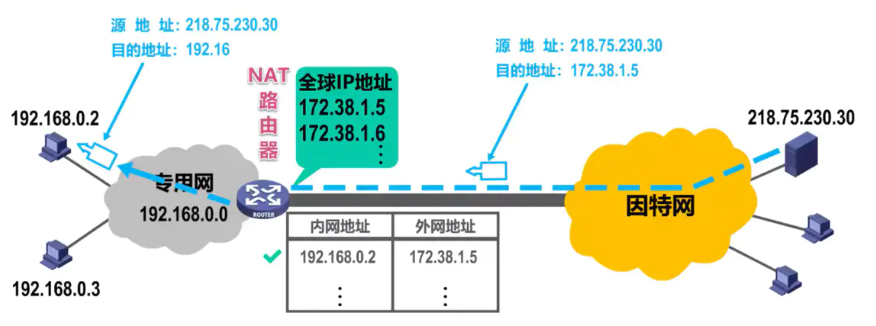 源 地 址：218.75.230.30
目的地址：192.16
源 地 址：218.75.230.30
目的地址：172.38.1.5
NAT
路
由
器
全球IP地址
172.38.1.5
172.38.1.6
⋮
192.168.0.2
218.75.230.30
专用网
192.168.0.0
ROUTER
因特网
内网地址 外网地址
192.168.0.2 172.38.1.5
⋮ ⋮
192.168.0.3